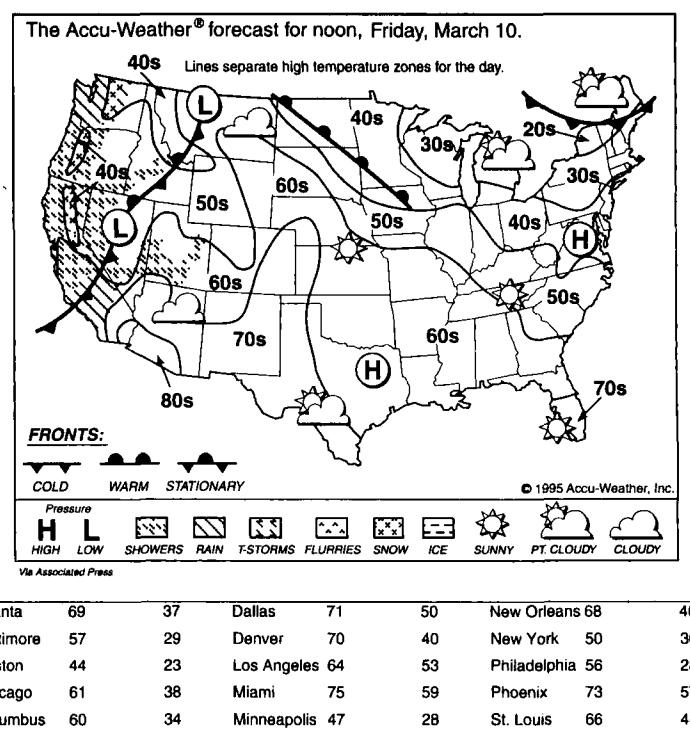 The Accu-Weather® forecast for noon, Friday, March 10.
Lines separate high temperature zones for the day.
40s
L
40s
30s
20s
30s
40s
60s
50s
50s
40s
L
H
60s
50s
70s
60s
H
80s
70s
FRONTS:
COLD WARM STATIONARY
© 1995 Accu-Weather, Inc.
Pressure
H L
HIGH LOW SHOWERS RAIN T-STORMS FLURRIES SNOW ICE SUNNY PT. CLOUDY CLOUDY
Via Associated Press
anta 69 37 Dallas 71 50 New Orleans 68
timore 57 29 Denver 70 40 New York 50
ston 44 23 Los Angeles 64 53 Philadelphia 56
cago 61 38 Miami 75 59 Phoenix 73
umbus 60 34 Minneapolis 47 28 St. Louis 66